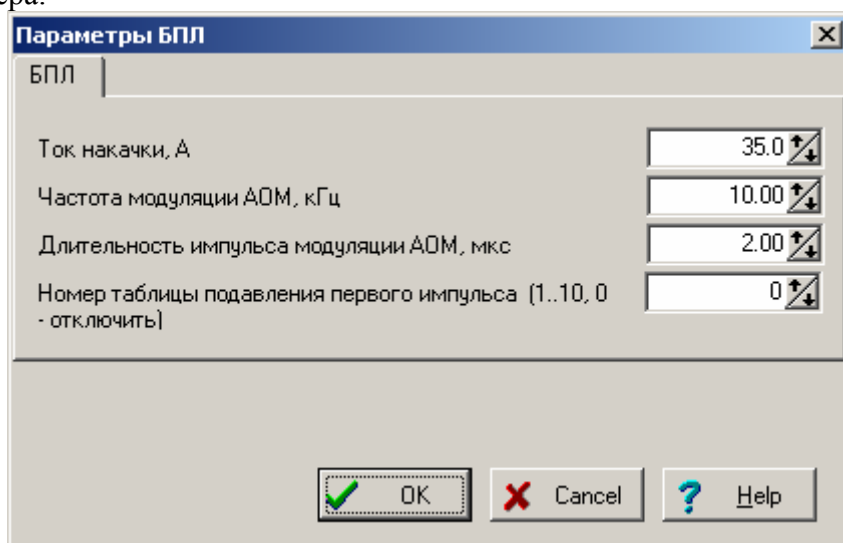 ера.
Параметры БПЛ
БПЛ
Ток накачки, А
35.0
Частота модуляции АОМ, кГц
10.00
Длительность импульса модуляции АОМ, мкс
2.00
Номер таблицы подавления первого импульса (1..10, 0
- отключить)
0
OK
Cancel
? Help